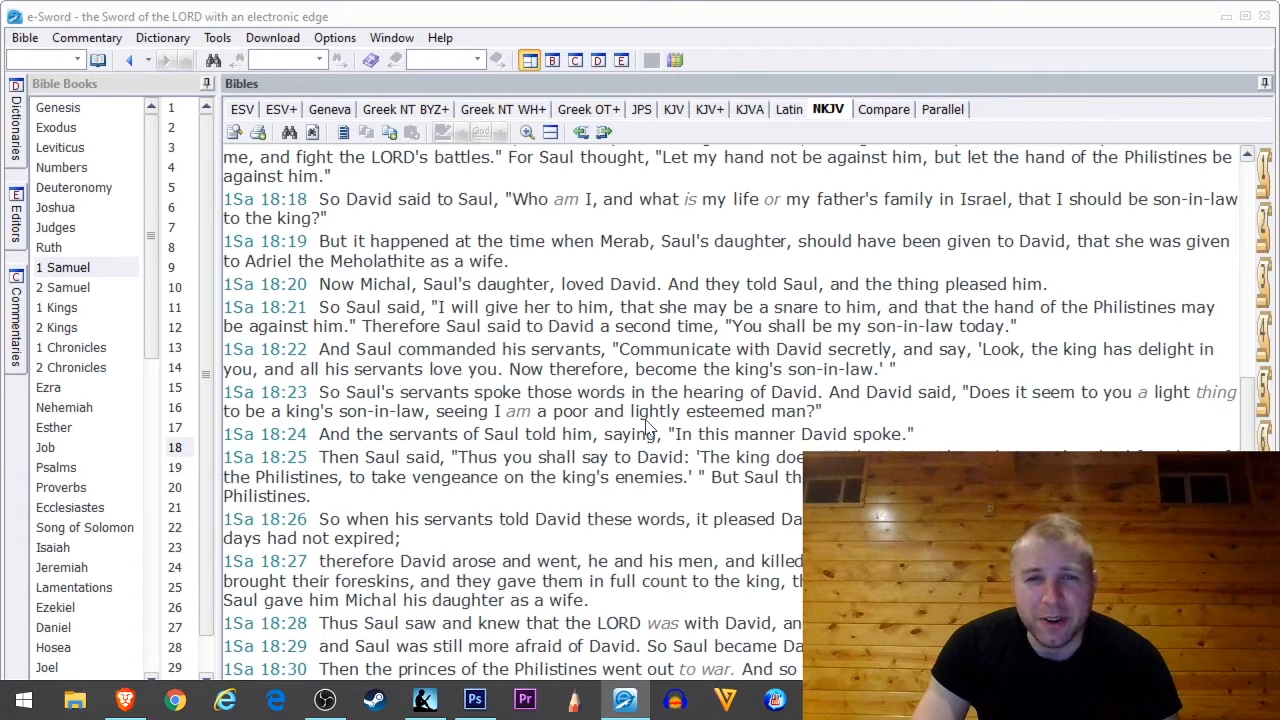 e-Sword - the Sword of the LORD with an electronic edge
Bible Commentary Dictionary Tools Download Options Window Help
B C D E
Bible Books
Bibles
D Dictionaries
E Editors
C Commentaries
ESV ESV+ Geneva Greek NT BYZ+ Greek NT WH+ Greek OT+ JPS KJV KJV+ KJVA Latin NKJV Compare Parallel
Genesis 1
Exodus 2
Leviticus 3
Numbers 4
Deuteronomy 5
Joshua 6
Judges 7
Ruth 8
1 Samuel 9
2 Samuel 10
1 Kings 11
2 Kings 12
1 Chronicles 13
2 Chronicles 14
Ezra 15
Nehemiah 16
Esther 17
Job 18
Psalms 19
Proverbs 20
Ecclesiastes 21
Song of Solomon 22
Isaiah 23
Jeremiah 24
Lamentations 25
Ezekiel 26
Daniel 27
Hosea 28
Joel 29
me, and fight the LORD's battles." For Saul thought, "Let my hand not be against him, but let the hand of the Philistines be
against him."
1Sa 18:18 So David said to Saul, "Who am I, and what is my life or my father's family in Israel, that I should be son-in-law
to the king?"
1Sa 18:19 But it happened at the time when Merab, Saul's daughter, should have been given to David, that she was given
to Adriel the Meholathite as a wife.
1Sa 18:20 Now Michal, Saul's daughter, loved David. And they told Saul, and the thing pleased him.
1Sa 18:21 So Saul said, "I will give her to him, that she may be a snare to him, and that the hand of the Philistines may
be against him." Therefore Saul said to David a second time, "You shall be my son-in-law today."
1Sa 18:22 And Saul commanded his servants, "Communicate with David secretly, and say, 'Look, the king has delight in
you, and all his servants love you. Now therefore, become the king's son-in-law.' "
1Sa 18:23 So Saul's servants spoke those words in the hearing of David. And David said, "Does it seem to you a light thing
to be a king's son-in-law, seeing I am a poor and lightly esteemed man?"
1Sa 18:24 And the servants of Saul told him, saying, "In this manner David spoke."
1Sa 18:25 Then Saul said, "Thus you shall say to David: 'The king doe
the Philistines, to take vengeance on the king's enemies.' " But Saul th
Philistines.
1Sa 18:26 So when his servants told David these words, it pleased Da
days had not expired;
1Sa 18:27 therefore David arose and went, he and his men, and killed
brought their foreskins, and they gave them in full count to the king, th
Saul gave him Michal his daughter as a wife.
1Sa 18:28 Thus Saul saw and knew that the LORD was with David, an
1Sa 18:29 and Saul was still more afraid of David. So Saul became Da
1Sa 18:30 Then the princes of the Philistines went out to war. And so
Ps Pr